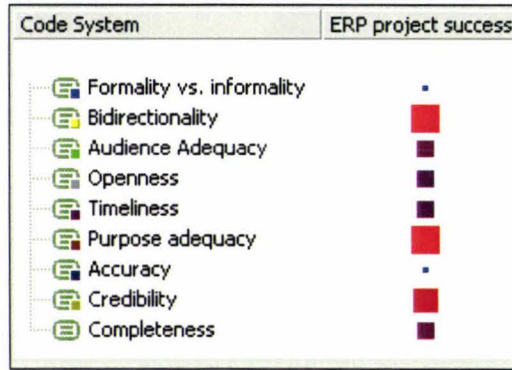 Code System ERP project success
Formality vs. informality
Bidirectionality
Audience Adequacy
Openness
Timeliness
Purpose adequacy
Accuracy
Credibility
Completeness